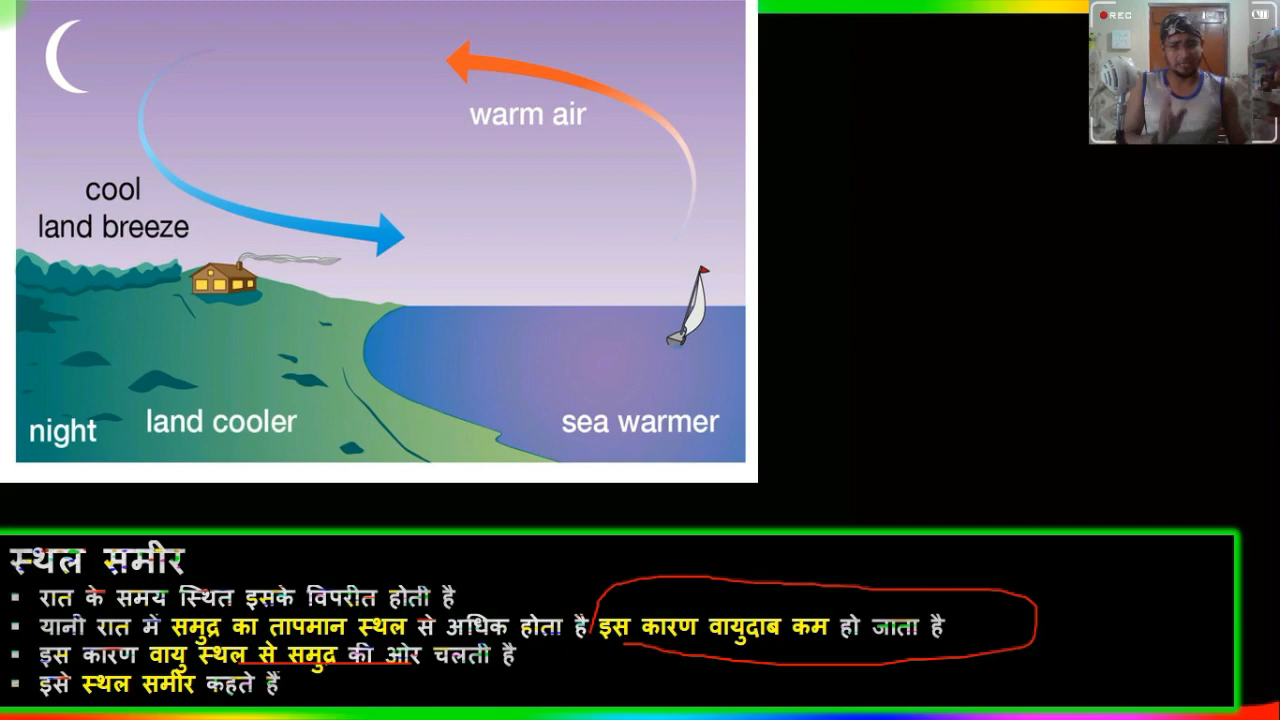 REC
warm air
cool
land breeze
night
land cooler
sea warmer
स्थल समीर
▪ रात के समय स्थित इसके विपरीत होती है
▪ यानी रात में समुद्र का तापमान स्थल से अधिक होता है इस कारण वायुदाब कम हो जाता है
▪ इस कारण वायु स्थल से समुद्र की ओर चलती है
▪ इसे स्थल समीर कहते हैं